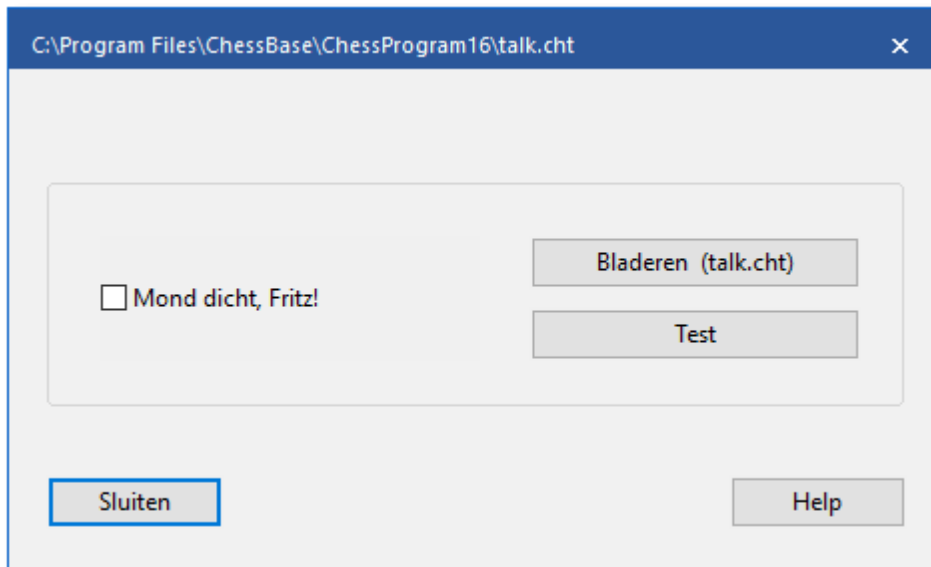 C:\Program Files\ChessBase\ChessProgram16\talk.cht
Mond dicht, Fritz!
Bladeren (talk.cht)
Test
Sluiten
Help